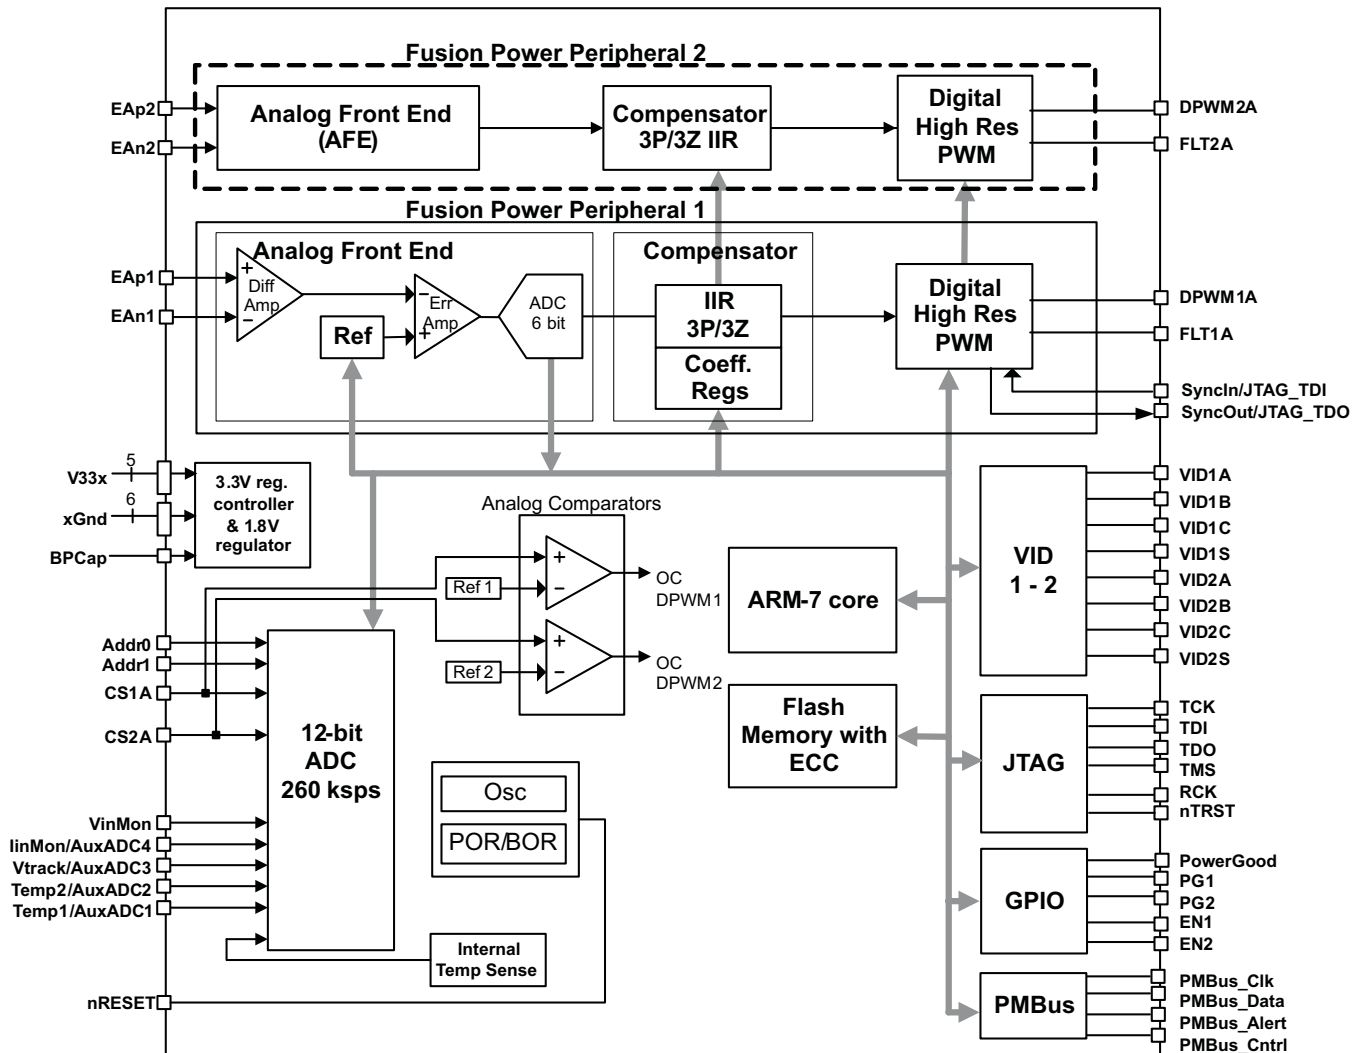 Fusion Power Peripheral 2
EAp2
EAn2
Analog Front End
(AFE)
Compensator
3P/3Z IIR
Digital
High Res
PWM
DPWM2A
FLT2A
Fusion Power Peripheral 1
EAp1
EAn1
Analog Front End
+
Diff
Amp
−
Ref
−
Err
Amp
+
ADC
6 bit
Compensator
IIR
3P/3Z
Coeff.
Regs
Digital
High Res
PWM
DPWM1A
FLT1A
SyncIn/JTAG_TDI
SyncOut/JTAG_TDO
V33x
5
xGnd
6
BPCap
3.3V reg.
controller
& 1.8V
regulator
Analog Comparators
Ref 1
+
−
OC
DPWM1
Ref 2
+
−
OC
DPWM2
ARM-7 core
Flash
Memory with
ECC
VID
1 - 2
VID1A
VID1B
VID1C
VID1S
VID2A
VID2B
VID2C
VID2S
Addr0
Addr1
CS1A
CS2A
VinMon
IinMon/AuxADC4
Vtrack/AuxADC3
Temp2/AuxADC2
Temp1/AuxADC1
nRESET
12-bit
ADC
260 ksps
Osc
POR/BOR
Internal
Temp Sense
JTAG
TCK
TDI
TDO
TMS
RCK
nTRST
GPIO
PowerGood
PG1
PG2
EN1
EN2
PMBus
PMBus_Clk
PMBus_Data
PMBus_Alert
PMBus_Cntrl